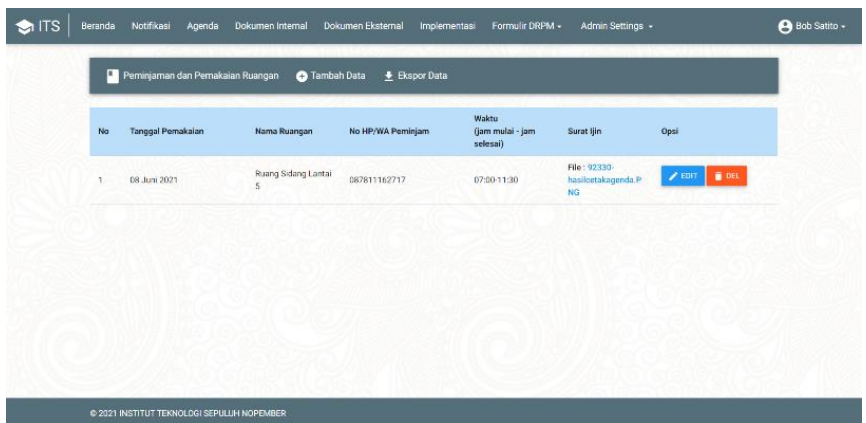 ITS Beranda Notifikasi Agenda Dokumen Internal Dokumen Eksternal Implementasi Formulir DRPM Admin Settings Bob Satito
Peminjaman dan Pemakaian Ruangan Tambah Data Ekspor Data
No Tanggal Pemakaian Nama Ruangan No HP/WA Peminjam Waktu (jam mulai - jam selesai) Surat Ijin Opsi
1 08 Juni 2021 Ruang Sidang Lantai 5 087811162717 07:00-11:30 File : 92330-hasilcetakagenda.PNG EDIT DEL
© 2021 INSTITUT TEKNOLOGI SEPULUH NOPEMBER